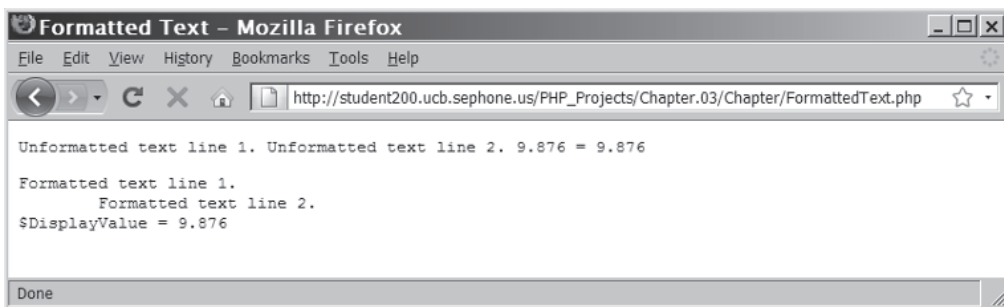 Formatted Text – Mozilla Firefox
File Edit View History Bookmarks Tools Help
http://student200.ucb.sephone.us/PHP_Projects/Chapter.03/Chapter/FormattedText.php
Unformatted text line 1. Unformatted text line 2. 9.876 = 9.876
Formatted text line 1.
Formatted text line 2.
$DisplayValue = 9.876
Done